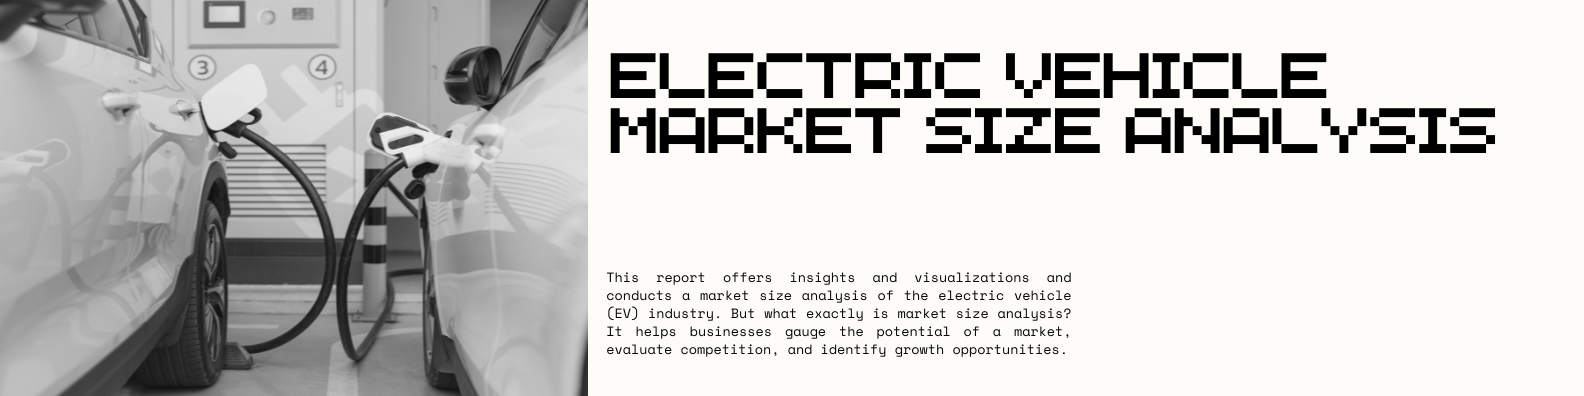 ③ ④
ELECTRIC VEHICLE
MARKET SIZE ANALYSIS
This report offers insights and visualizations and
conducts a market size analysis of the electric vehicle
(EV) industry. But what exactly is market size analysis?
It helps businesses gauge the potential of a market,
evaluate competition, and identify growth opportunities.